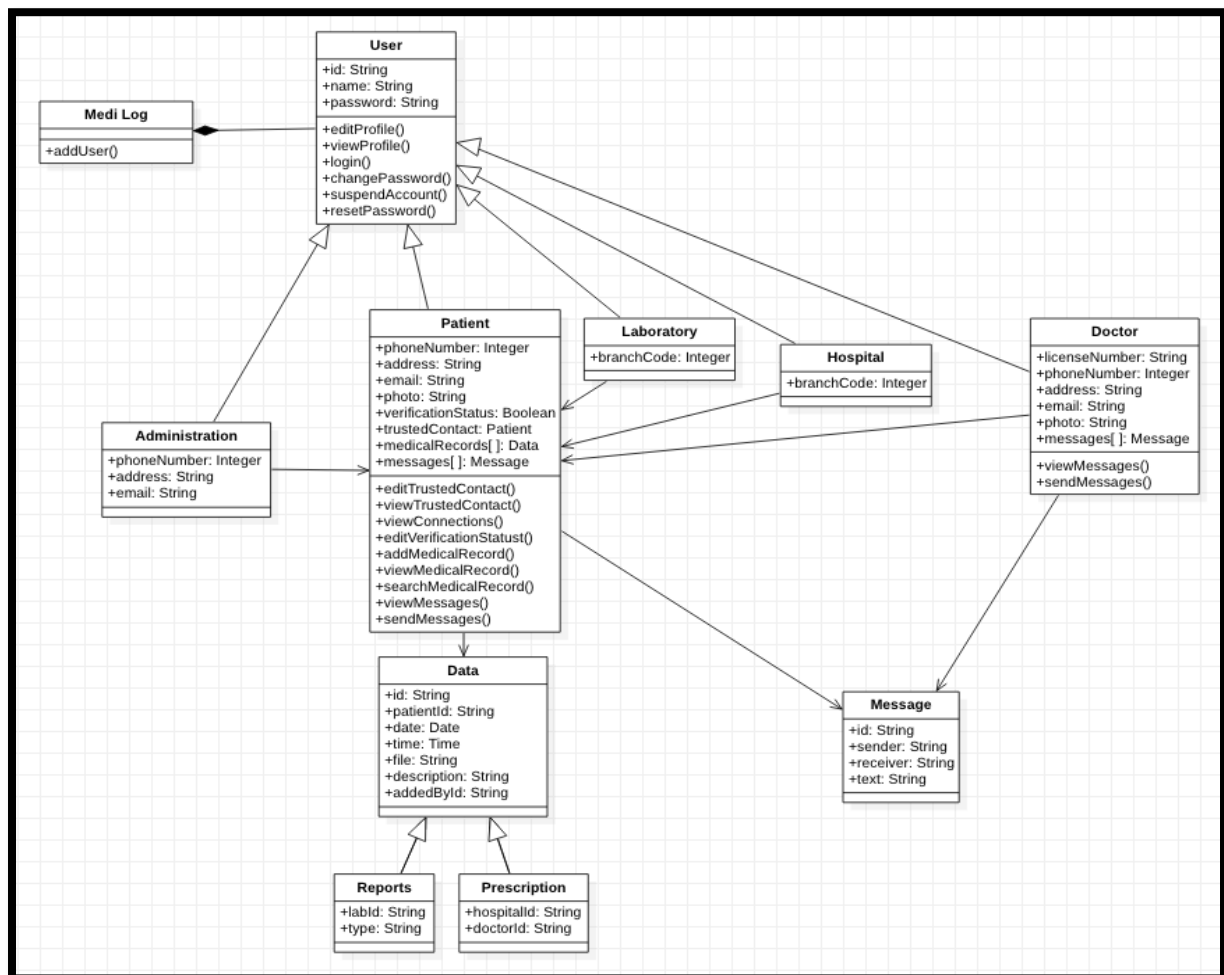 User
+id: String
+name: String
+password: String
+editProfile()
+viewProfile()
+login()
+changePassword()
+suspendAccount()
+resetPassword()
Medi Log
+addUser()
Patient
+phoneNumber: Integer
+address: String
+email: String
+photo: String
+verificationStatus: Boolean
+trustedContact: Patient
+medicalRecords[ ]: Data
+messages[ ]: Message
+editTrustedContact()
+viewTrustedContact()
+viewConnections()
+editVerificationStatust()
+addMedicalRecord()
+viewMedicalRecord()
+searchMedicalRecord()
+viewMessages()
+sendMessages()
Laboratory
+branchCode: Integer
Hospital
+branchCode: Integer
Doctor
+licenseNumber: String
+phoneNumber: Integer
+address: String
+email: String
+photo: String
+messages[ ]: Message
+viewMessages()
+sendMessages()
Administration
+phoneNumber: Integer
+address: String
+email: String
Data
+id: String
+patientId: String
+date: Date
+time: Time
+file: String
+description: String
+addedById: String
Message
+id: String
+sender: String
+receiver: String
+text: String
Reports
+labId: String
+type: String
Prescription
+hospitalId: String
+doctorId: String